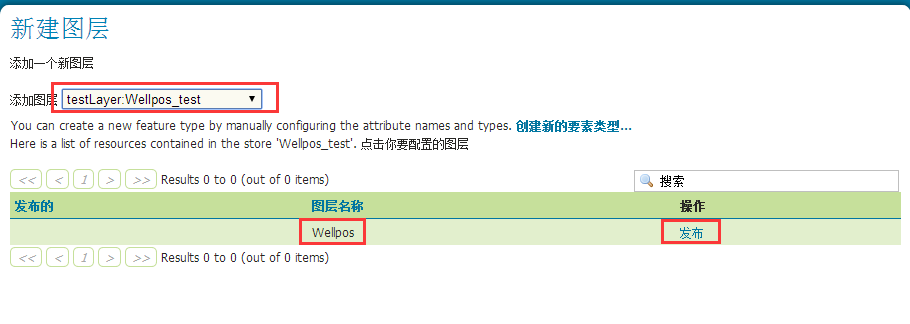 新建图层
添加一个新图层
添加图层 testLayer:Wellpos_test
You can create a new feature type by manually configuring the attribute names and types. 创建新的要素类型...
Here is a list of resources contained in the store 'Wellpos_test'. 点击你要配置的图层
<< < 1 > >> Results 0 to 0 (out of 0 items) 搜索
发布的 图层名称 操作
Wellpos 发布
<< < 1 > >> Results 0 to 0 (out of 0 items)